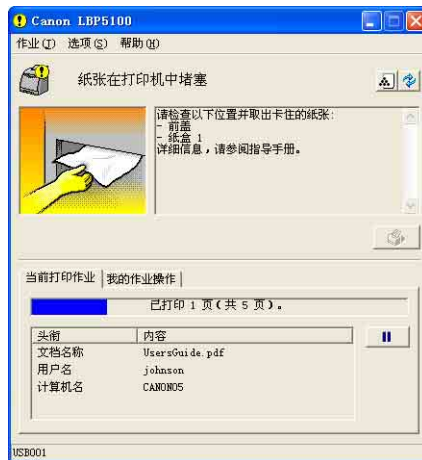 Canon LBP5100
作业(J) 选项(S) 帮助(H)
纸张在打印机中堵塞
请检查以下位置并取出卡住的纸张:
- 前盖
- 纸盒 1
详细信息，请参阅指导手册。
当前打印作业 我的作业操作
已打印 1 页(共 5 页)。
头衔 内容
文档名称 UsersGuide.pdf
用户名 johnson
计算机名 CANON05
USB001